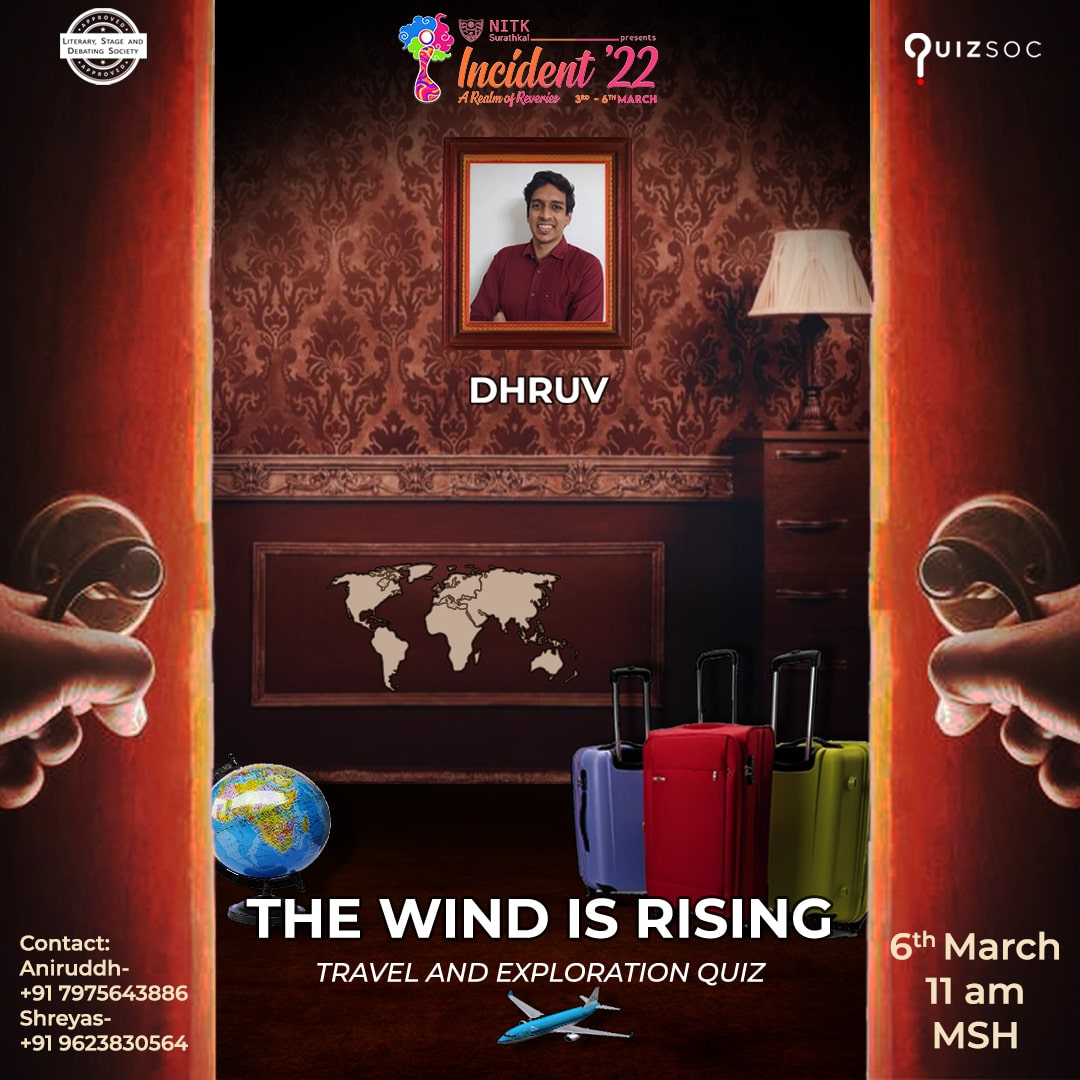 APPROVED
LITERARY, STAGE AND
DEBATING SOCIETY
APPROVED
NITK
Surathkal
presents
Incident '22
A Realm of Reveries
3RD - 6TH MARCH
QUIZSOC
DHRUV
THE WIND IS RISING
TRAVEL AND EXPLORATION QUIZ
Contact:
Aniruddh-
+91 7975643886
Shreyas-
+91 9623830564
6th March
11 am
MSH